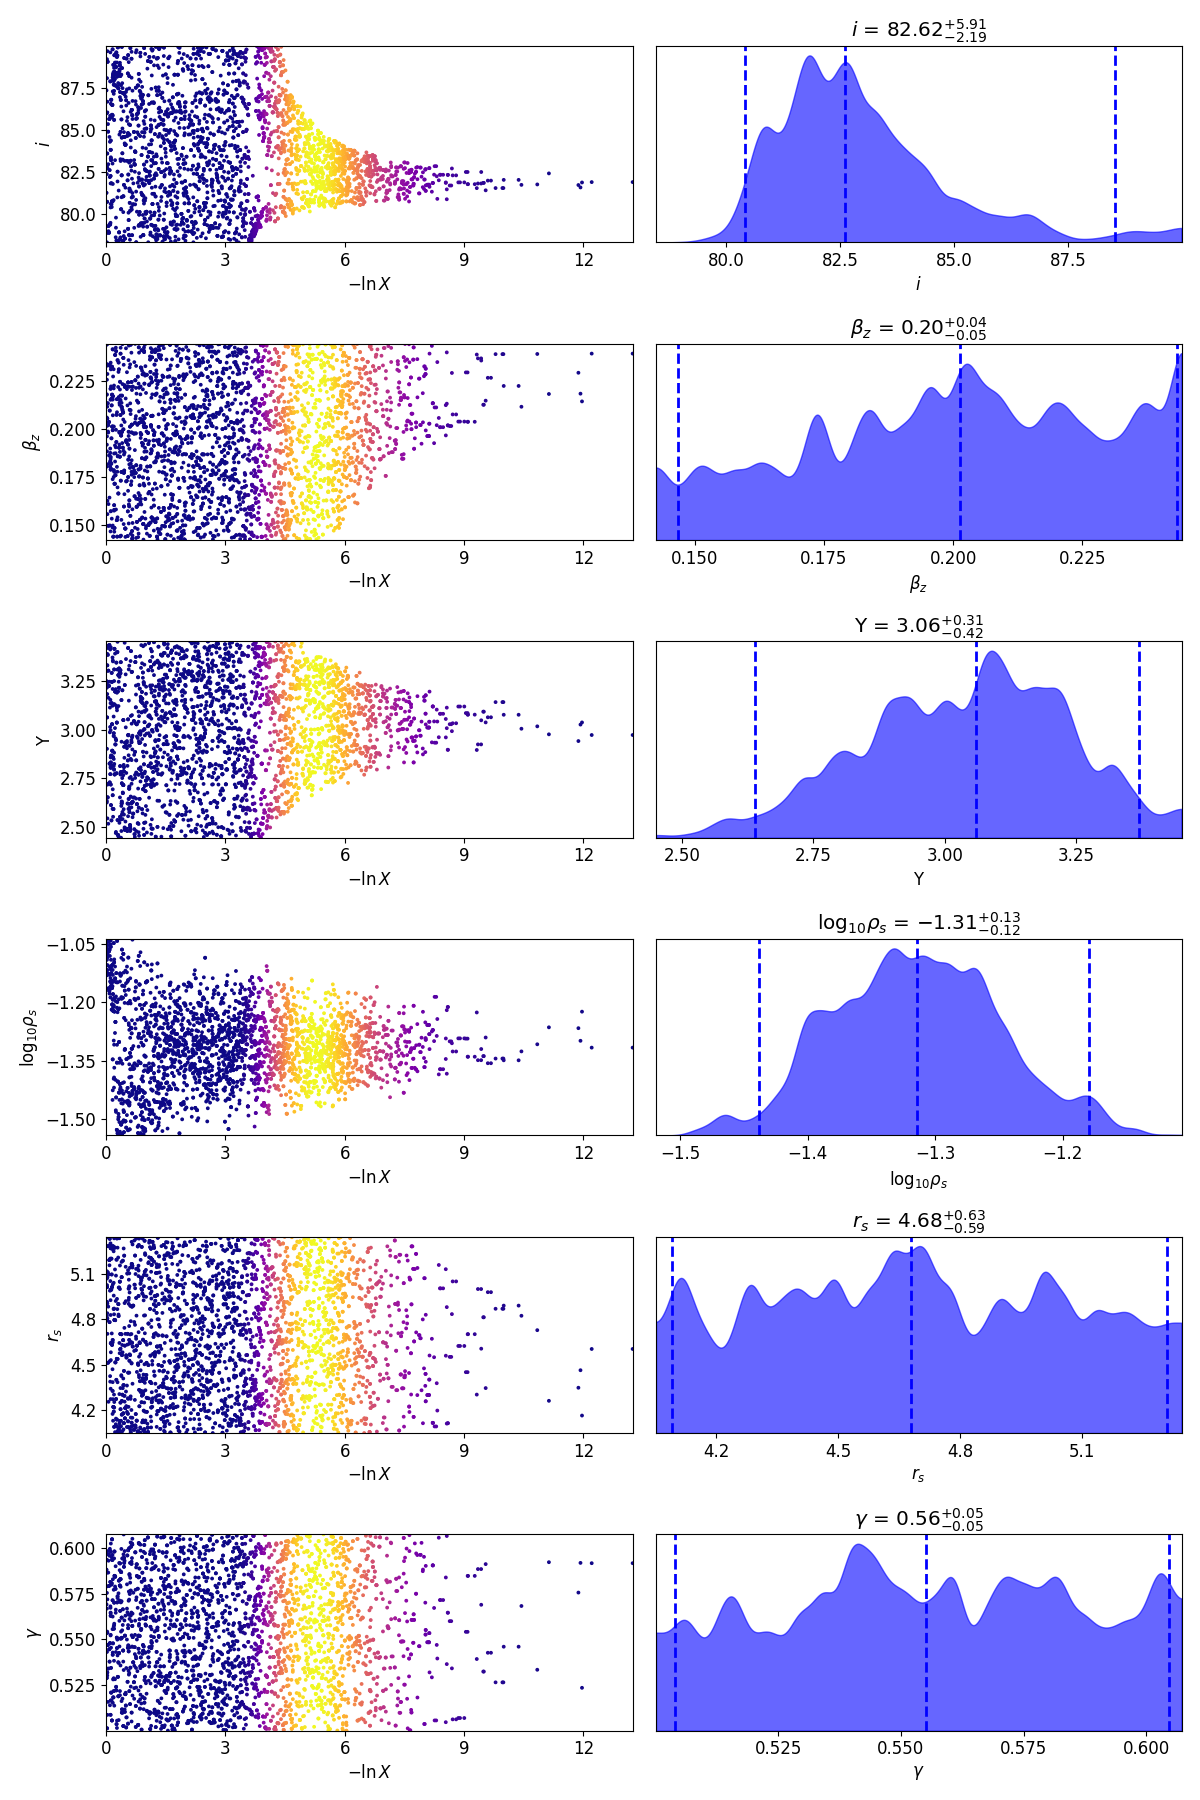 i = 82.62+5.91−2.19
87.5
85.0
82.5
80.0
i
0 3 6 9 12
−ln X
80.0 82.5 85.0 87.5
i
βz = 0.20+0.04−0.05
0.225
0.200
0.175
0.150
βz
0 3 6 9 12
−ln X
0.150 0.175 0.200 0.225
βz
Y = 3.06+0.31−0.42
3.25
3.00
2.75
2.50
Y
0 3 6 9 12
−ln X
2.50 2.75 3.00 3.25
Y
log10ρs = −1.31+0.13−0.12
−1.05
−1.20
−1.35
−1.50
log10ρs
0 3 6 9 12
−ln X
−1.5 −1.4 −1.3 −1.2
log10ρs
rs = 4.68+0.63−0.59
5.1
4.8
4.5
4.2
rs
0 3 6 9 12
−ln X
4.2 4.5 4.8 5.1
rs
γ = 0.56+0.05−0.05
0.600
0.575
0.550
0.525
γ
0 3 6 9 12
−ln X
0.525 0.550 0.575 0.600
γ